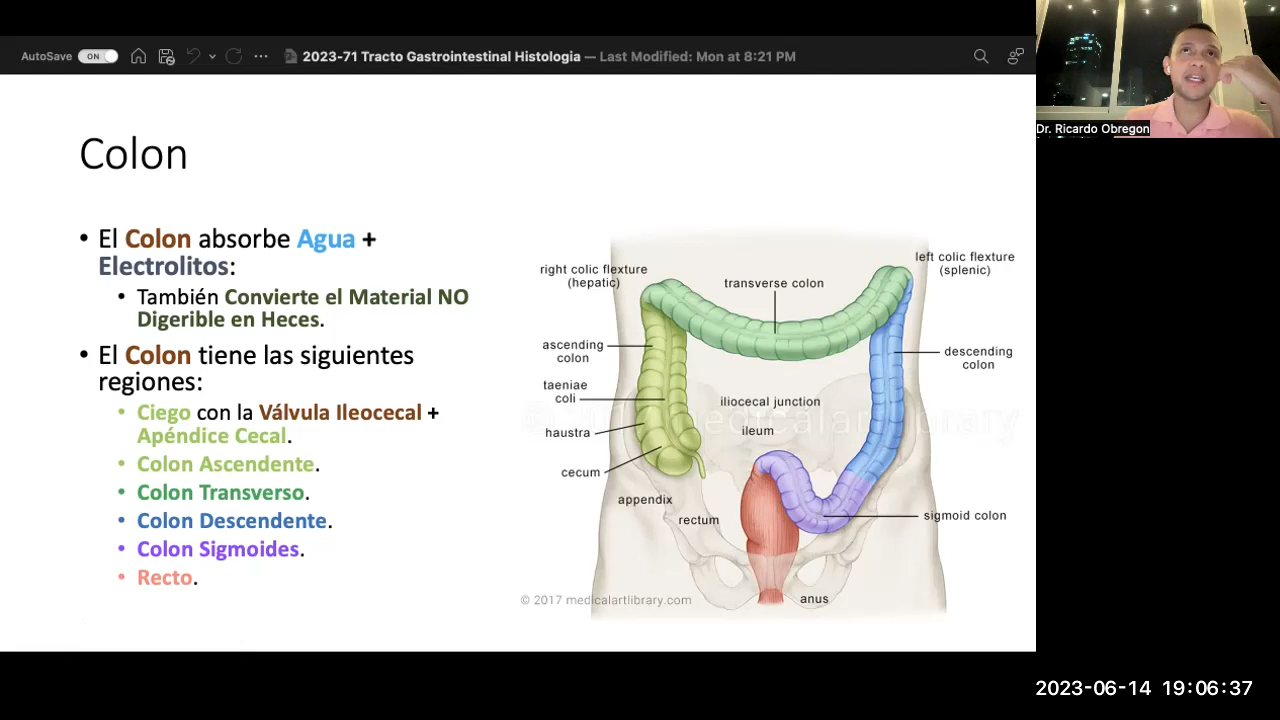 AutoSave ON 2023-71 Tracto Gastrointestinal Histologia — Last Modified: Mon at 8:21 PM
Dr. Ricardo Obregon
Colon
• El Colon absorbe Agua +
Electrolitos:
• También Convierte el Material NO
Digerible en Heces.
• El Colon tiene las siguientes
regiones:
• Ciego con la Válvula Ileocecal +
Apéndice Cecal.
• Colon Ascendente.
• Colon Transverso.
• Colon Descendente.
• Colon Sigmoides.
• Recto.
right colic flexture
(hepatic)
transverse colon
left colic flexture
(splenic)
ascending
colon
descending
colon
taeniae
coli
iliocecal junction
haustra
ileum
cecum
appendix
rectum
sigmoid colon
anus
© 2017 medicalartlibrary.com
2023-06-14 19:06:37